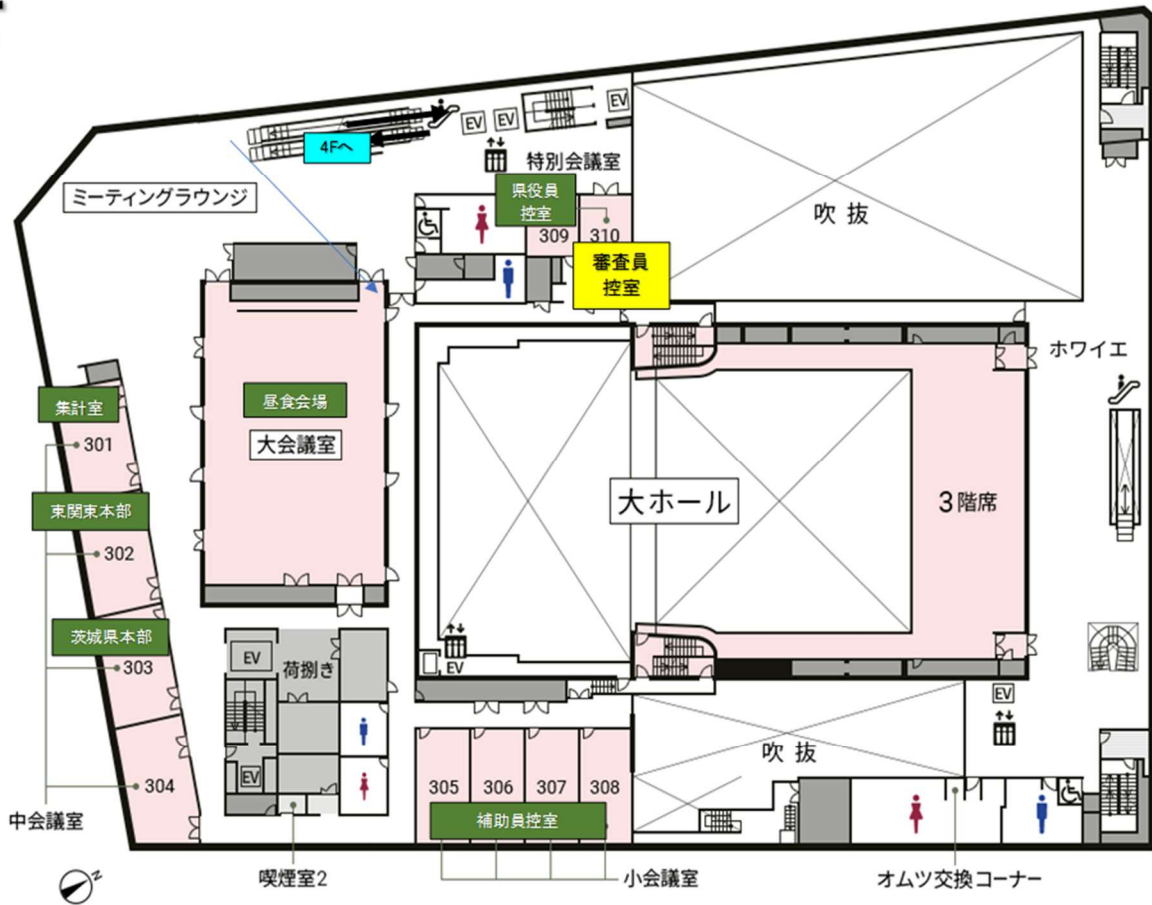 EV
EV
EV
4Fへ
特別会議室
県役員
控室
309
310
ミーティングラウンジ
吹抜
審査員
控室
ホワイエ
集計室
301
昼食会場
大会議室
東関東本部
302
大ホール
3階席
茨城県本部
303
EV
荷捌き
EV
EV
吹抜
304
EV
305
306
307
308
補助員控室
中会議室
N
喫煙室2
小会議室
オムツ交換コーナー